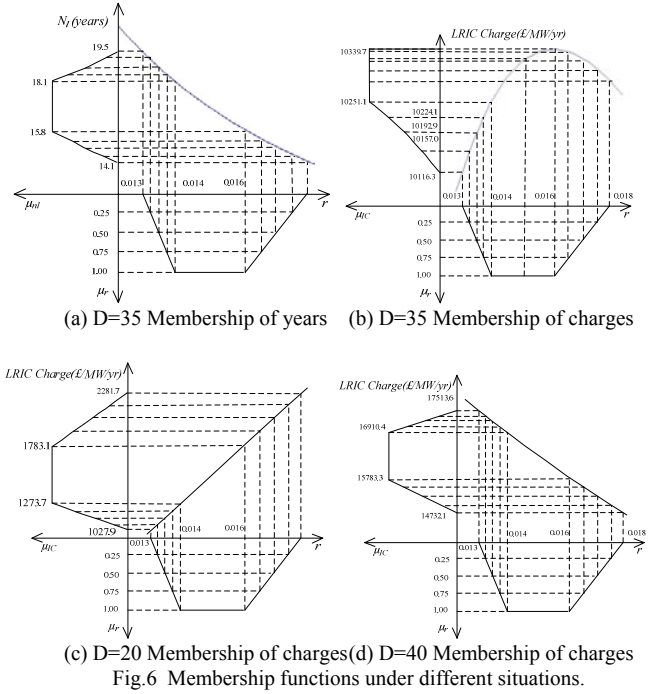 N_I (years)
19.5
18.1
15.8
14.1
0.013
0.014
0.016
μ_nl
r
0.25
0.50
0.75
1.00
μ_r
(a) D=35 Membership of years
LRIC Charge(£/MW/yr)
10339.7
10251.1
10224.1
10192.9
10157.0
10116.3
0.013
0.014
0.016
0.018
μ_IC
r
0.25
0.50
0.75
1.00
μ_r
(b) D=35 Membership of charges
LRIC Charge(£/MW/yr)
2281.7
1783.1
1273.7
1027.9
0.013
0.014
0.016
μ_IC
r
0.25
0.50
0.75
1.00
μ_r
(c) D=20 Membership of charges
LRIC Charge(£/MW/yr)
17513.6
16910.4
15783.3
14732.1
0.013
0.014
0.016
0.018
μ_IC
r
0.25
0.50
0.75
1.00
μ_r
(d) D=40 Membership of charges
Fig.6 Membership functions under different situations.